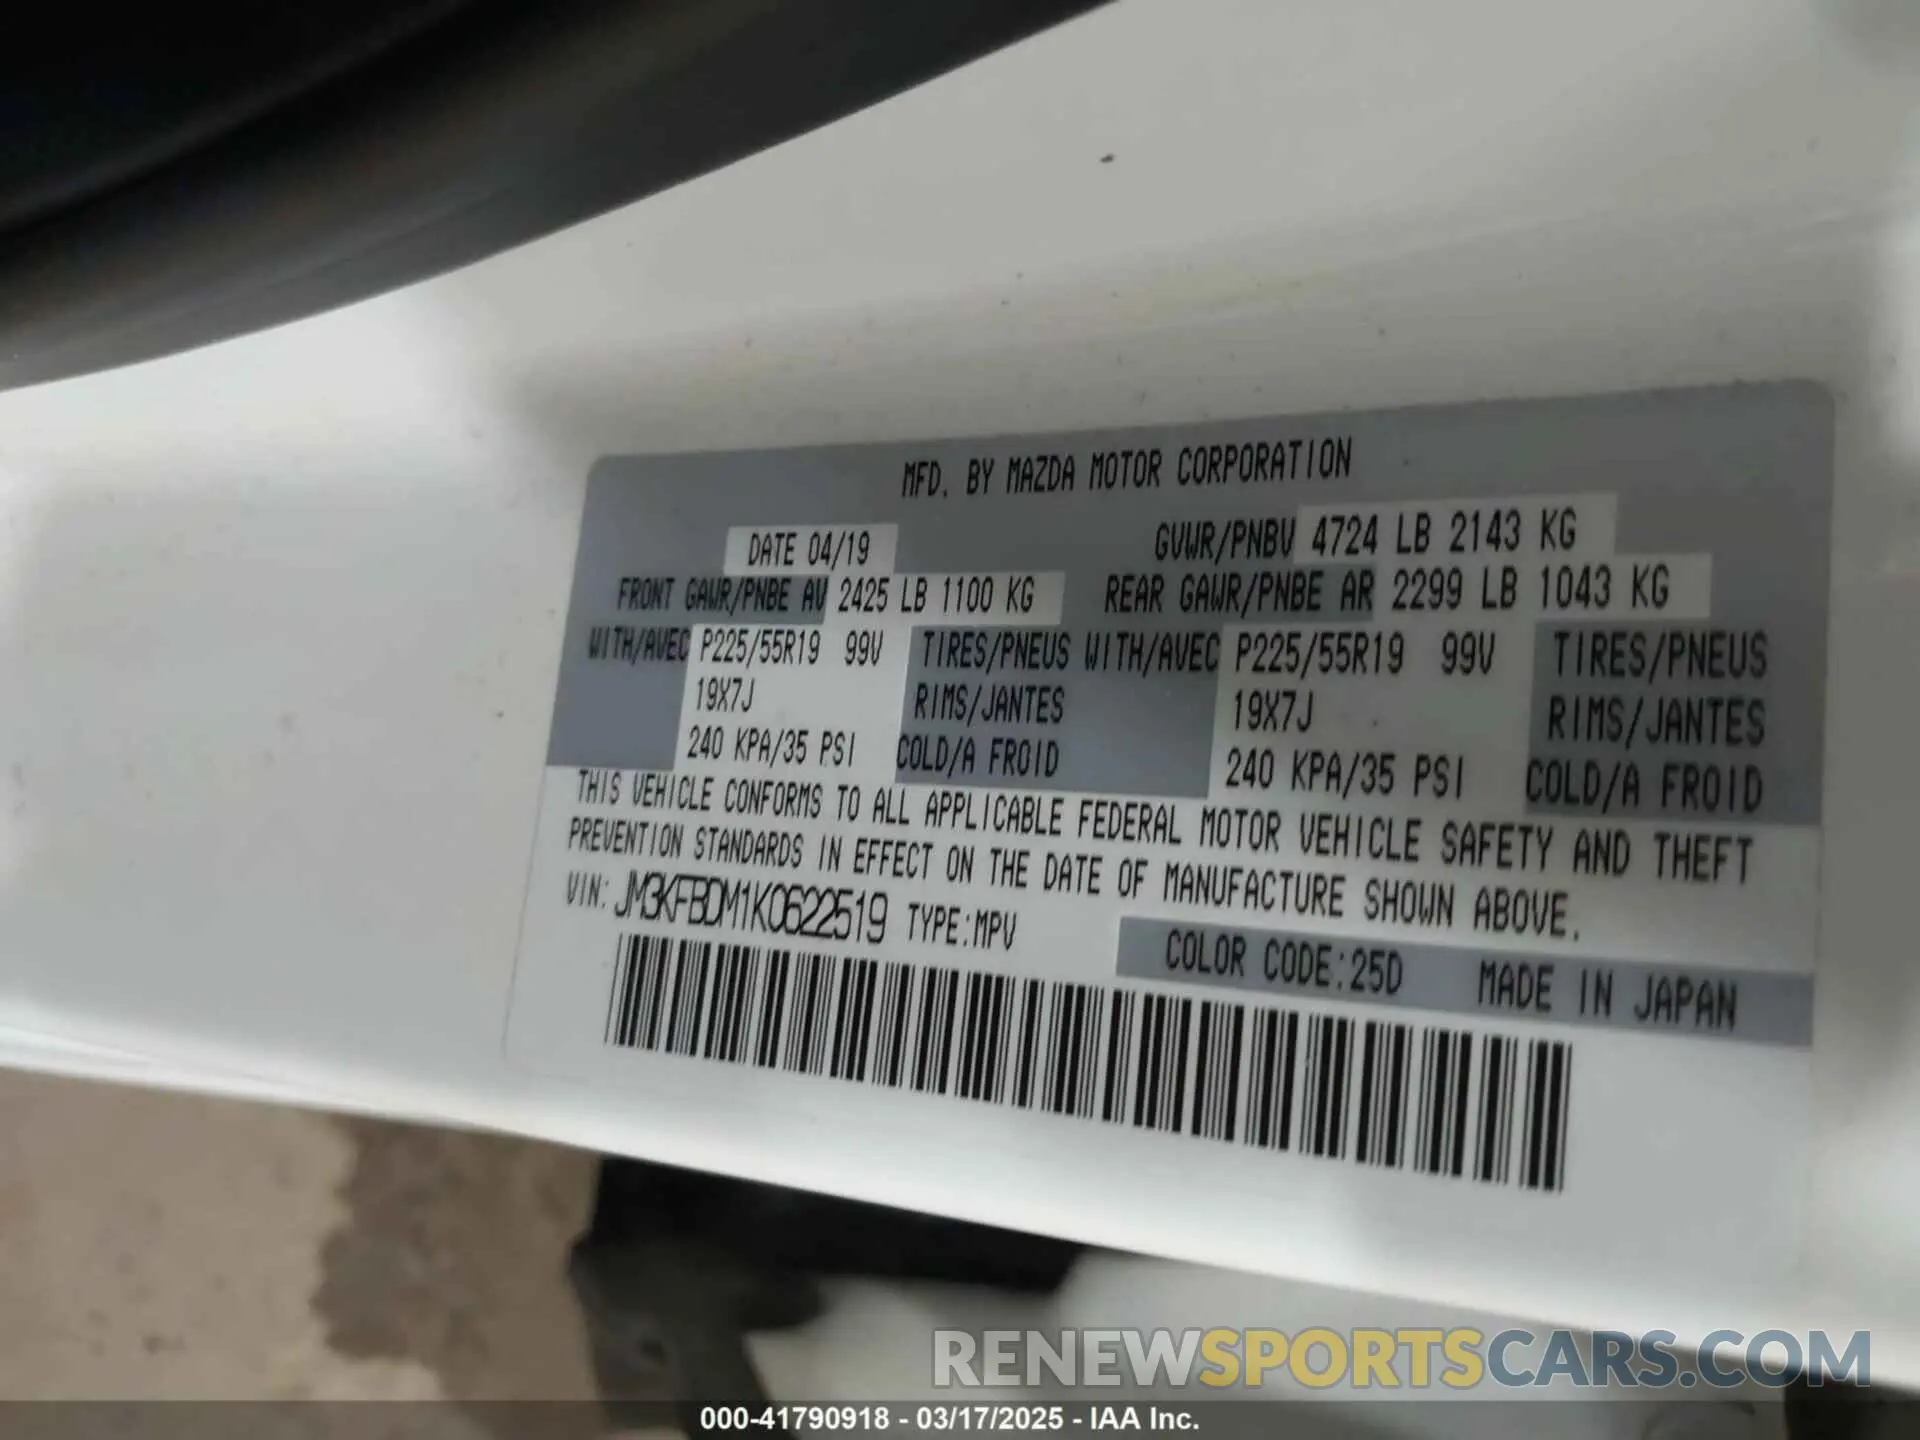 MFD. BY MAZDA MOTOR CORPORATION
DATE 04/19 GVWR/PNBV 4724 LB 2143 KG
FRONT GAWR/PNBE AV 2425 LB 1100 KG REAR GAWR/PNBE AR 2299 LB 1043 KG
WITH/AVEC P225/55R19 99V TIRES/PNEUS WITH/AVEC P225/55R19 99V TIRES/PNEUS
19X7J RIMS/JANTES 19X7J RIMS/JANTES
240 KPA/35 PSI COLD/A FROID 240 KPA/35 PSI COLD/A FROID
THIS VEHICLE CONFORMS TO ALL APPLICABLE FEDERAL MOTOR VEHICLE SAFETY AND THEFT
PREVENTION STANDARDS IN EFFECT ON THE DATE OF MANUFACTURE SHOWN ABOVE.
VIN: JM3KFBDM1K0622519 TYPE:MPV
COLOR CODE:25D MADE IN JAPAN
RENEWSPORTSCARS.COM
000-41790918 - 03/17/2025 - IAA Inc.